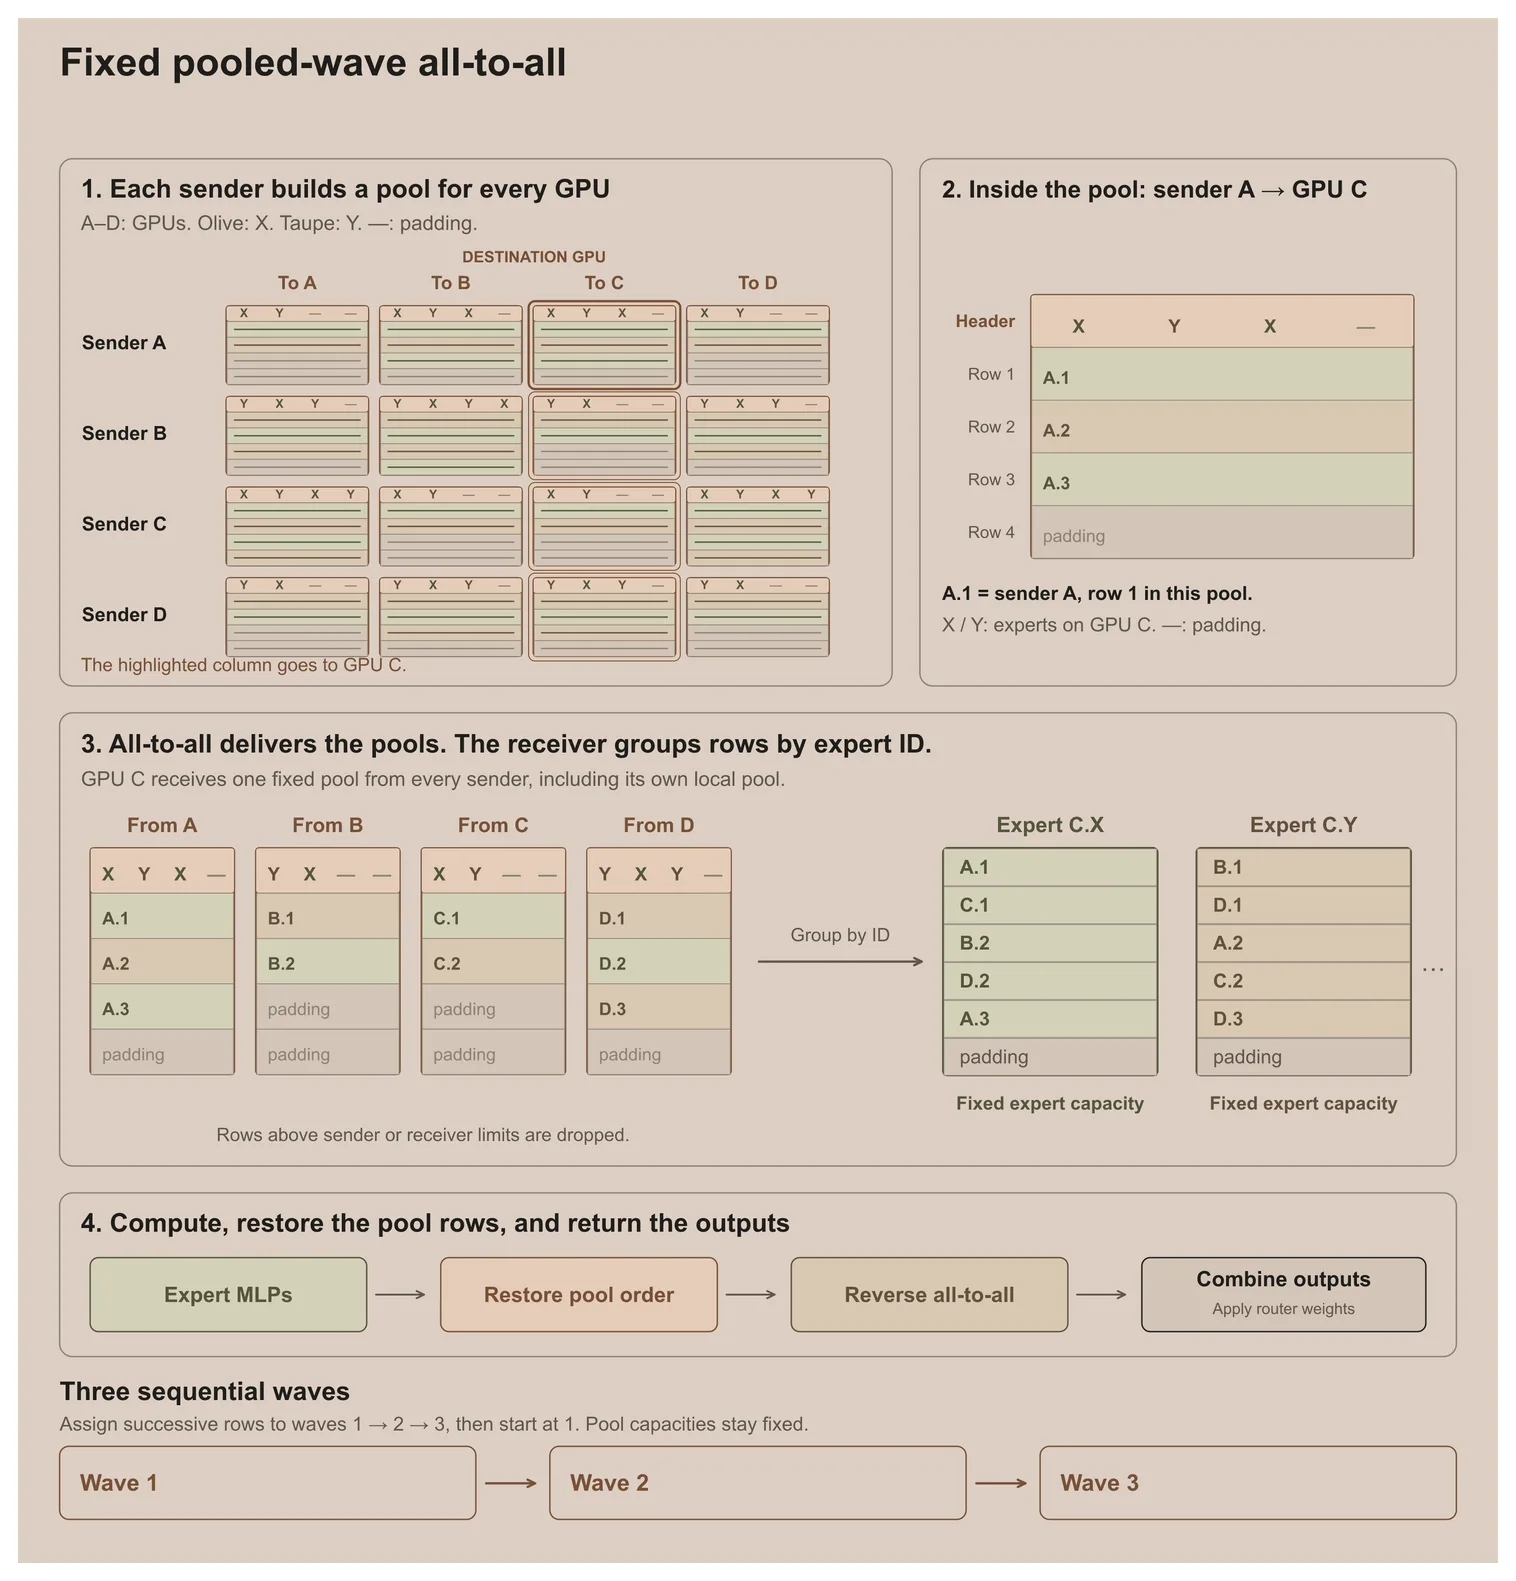 Fixed pooled-wave all-to-all
1. Each sender builds a pool for every GPU
A–D: GPUs. Olive: X. Taupe: Y. —: padding.
DESTINATION GPU
To A To B To C To D
Sender A
X Y — — X Y X — X Y X — X Y — —
Sender B
Y X Y — Y X Y X Y X — — Y X Y —
Sender C
X Y X Y X Y — — X Y — — X Y X Y
Sender D
Y X — — Y X Y — Y X Y — Y X — —
The highlighted column goes to GPU C.
2. Inside the pool: sender A → GPU C
Header X Y X —
Row 1 A.1
Row 2 A.2
Row 3 A.3
Row 4 padding
A.1 = sender A, row 1 in this pool.
X / Y: experts on GPU C. —: padding.
3. All-to-all delivers the pools. The receiver groups rows by expert ID.
GPU C receives one fixed pool from every sender, including its own local pool.
From A
X Y X —
A.1
A.2
A.3
padding
From B
Y X — —
B.1
B.2
padding
padding
From C
X Y — —
C.1
C.2
padding
padding
From D
Y X Y —
D.1
D.2
D.3
padding
Group by ID
Expert C.X
A.1
C.1
B.2
D.2
A.3
padding
Fixed expert capacity
Expert C.Y
B.1
D.1
A.2
C.2
D.3
padding
Fixed expert capacity
...
Rows above sender or receiver limits are dropped.
4. Compute, restore the pool rows, and return the outputs
Expert MLPs
Restore pool order
Reverse all-to-all
Combine outputs
Apply router weights
Three sequential waves
Assign successive rows to waves 1 → 2 → 3, then start at 1. Pool capacities stay fixed.
Wave 1
Wave 2
Wave 3